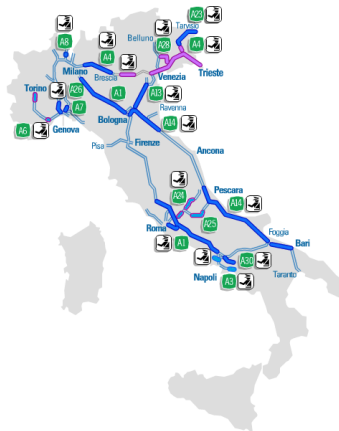 A23
Tarvisio
A8
Belluno
A28
A4
A4
Milano
Brescia
Venezia
Trieste
Torino
A26
A1
A13
A7
Ravenna
Bologna
A14
A6
Genova
Pisa
Firenze
Ancona
Pescara
A24
A14
A25
Roma
Foggia
A1
Bari
A30
Napoli
A3
Taranto